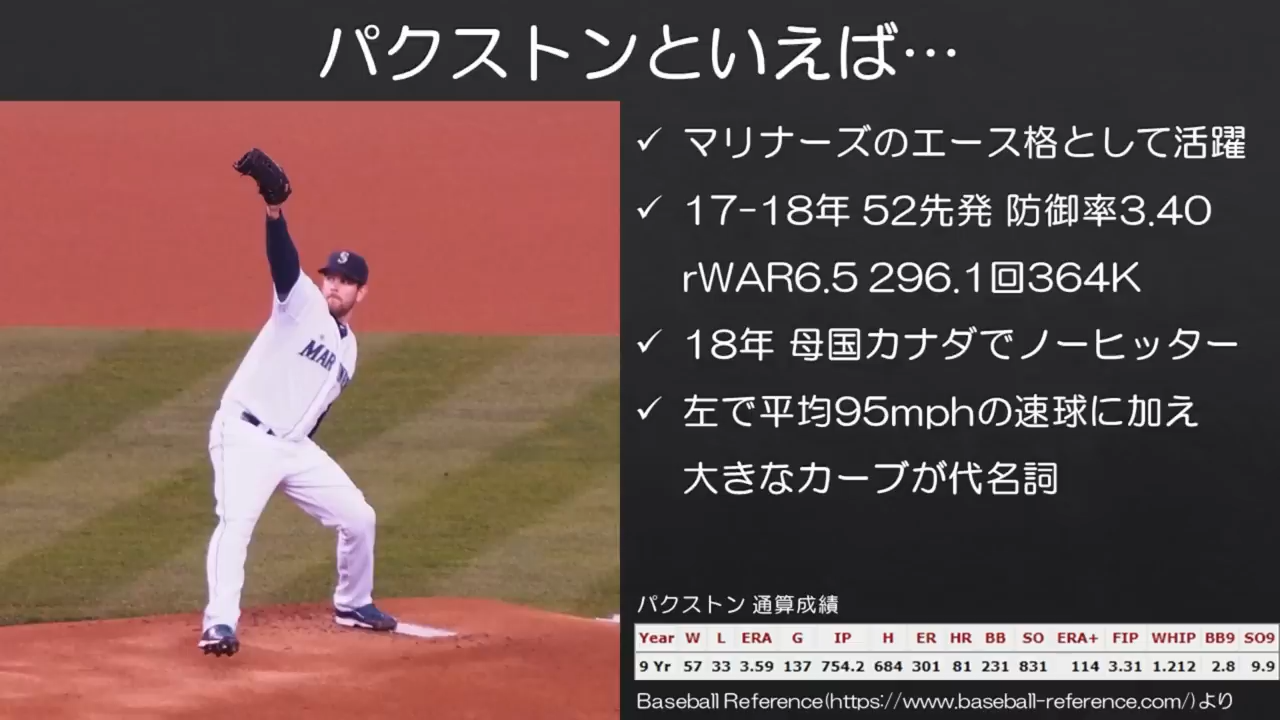 パクストンといえば…
✓ マリナーズのエース格として活躍
✓ 17-18年 52先発 防御率3.40
rWAR6.5 296.1回364K
✓ 18年 母国カナダでノーヒッター
✓ 左で平均95mphの速球に加え
大きなカーブが代名詞
S
MAR
パクストン 通算成績
Year W L ERA G IP H ER HR BB SO ERA+ FIP WHIP BB9 SO9
9 Yr 57 33 3.59 137 754.2 684 301 81 231 831 114 3.31 1.212 2.8 9.9
Baseball Reference(https://www.baseball-reference.com/)より